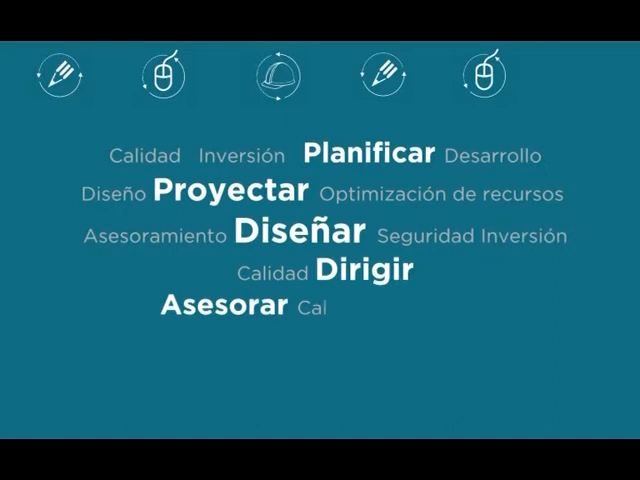 Calidad Inversión Planificar Desarrollo
Diseño Proyectar Optimización de recursos
Asesoramiento Diseñar Seguridad Inversión
Calidad Dirigir
Asesorar Cal